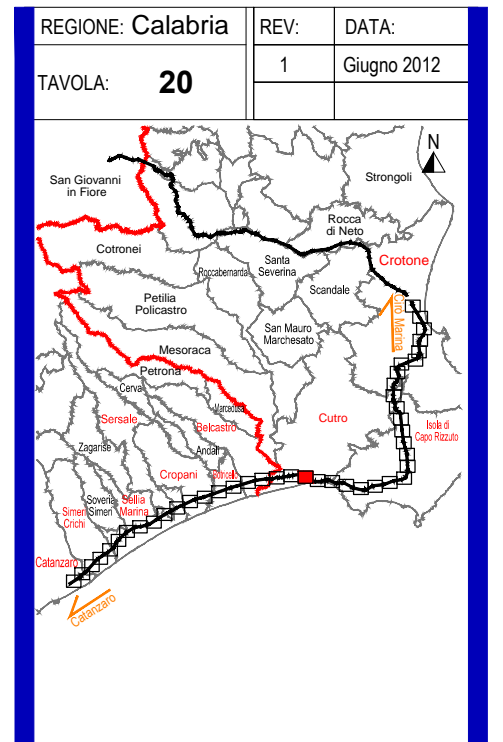 REGIONE: Calabria
REV:
DATA:
TAVOLA: 20
1
Giugno 2012
N
San Giovanni
in Fiore
Strongoli
Rocca
di Neto
Cotronei
Santa
Severina
Crotone
Roccabernarda
Scandale
Petilia
Policastro
Ciro Marina
San Mauro
Marchesato
Mesoraca
Petrona
Cerva
Marcedusa
Sersale
Belcastro
Cutro
Isola di
Capo Rizzuto
Zagarise
Andali
Cropani
Botricello
Soveria
Simeri
Sellia
Marina
Simeri
Crichi
Catanzaro
Catanzaro